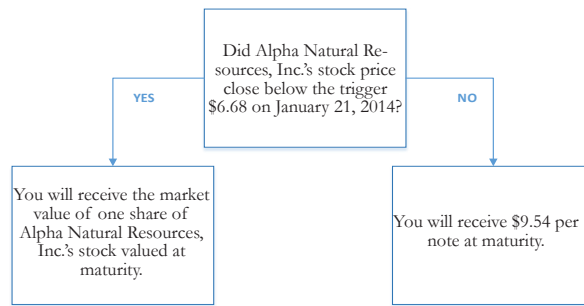 Did Alpha Natural Re-
sources, Inc.'s stock price
close below the trigger
$6.68 on January 21, 2014?
YES
NO
You will receive the market
value of one share of
Alpha Natural Resources,
Inc.'s stock valued at
maturity.
You will receive $9.54 per
note at maturity.